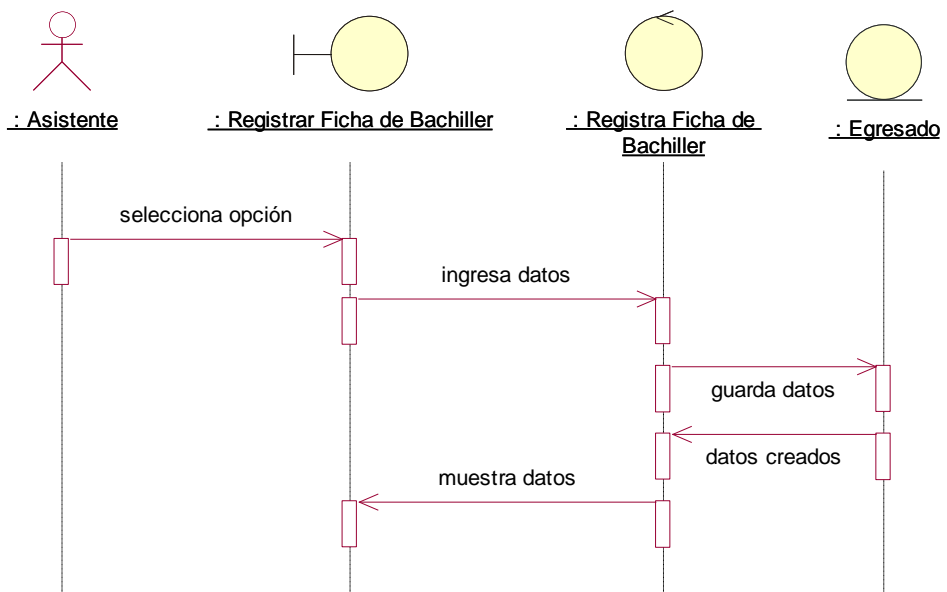 : Asistente
: Registrar Ficha de Bachiller
: Registra Ficha de
Bachiller
: Egresado
selecciona opción
ingresa datos
guarda datos
datos creados
muestra datos